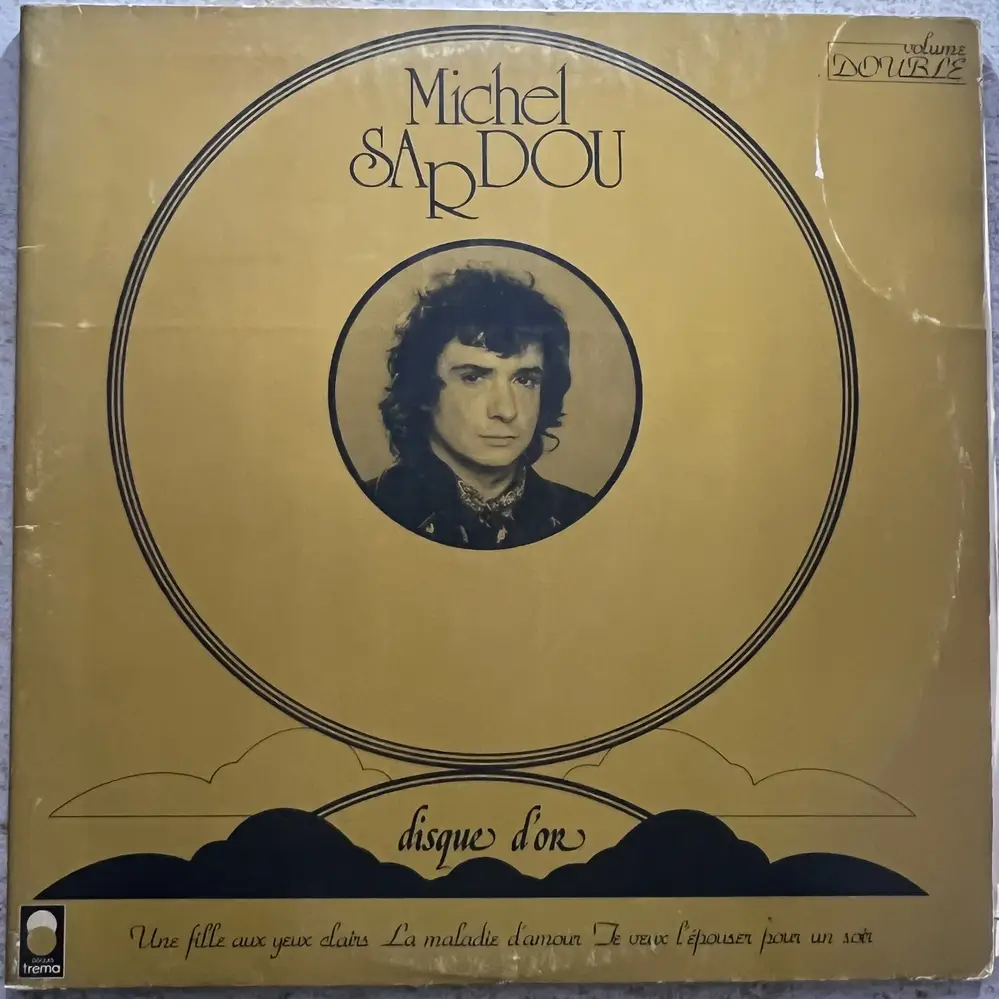 volume
DOUBLE
Michel
SARDOU
disque d'or
Une fille aux yeux clairs La maladie d'amour Je veux l'épouser pour un soir
trema